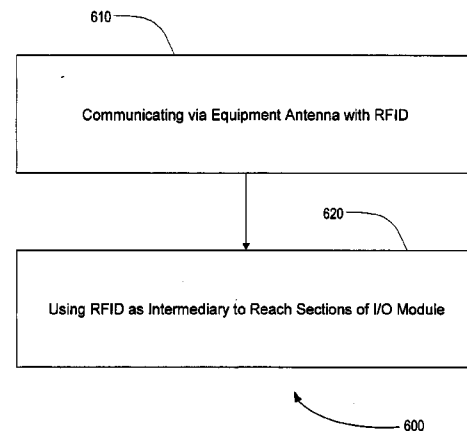 610
Communicating via Equipment Antenna with RFID
620
Using RFID as Intermediary to Reach Sections of I/O Module
600